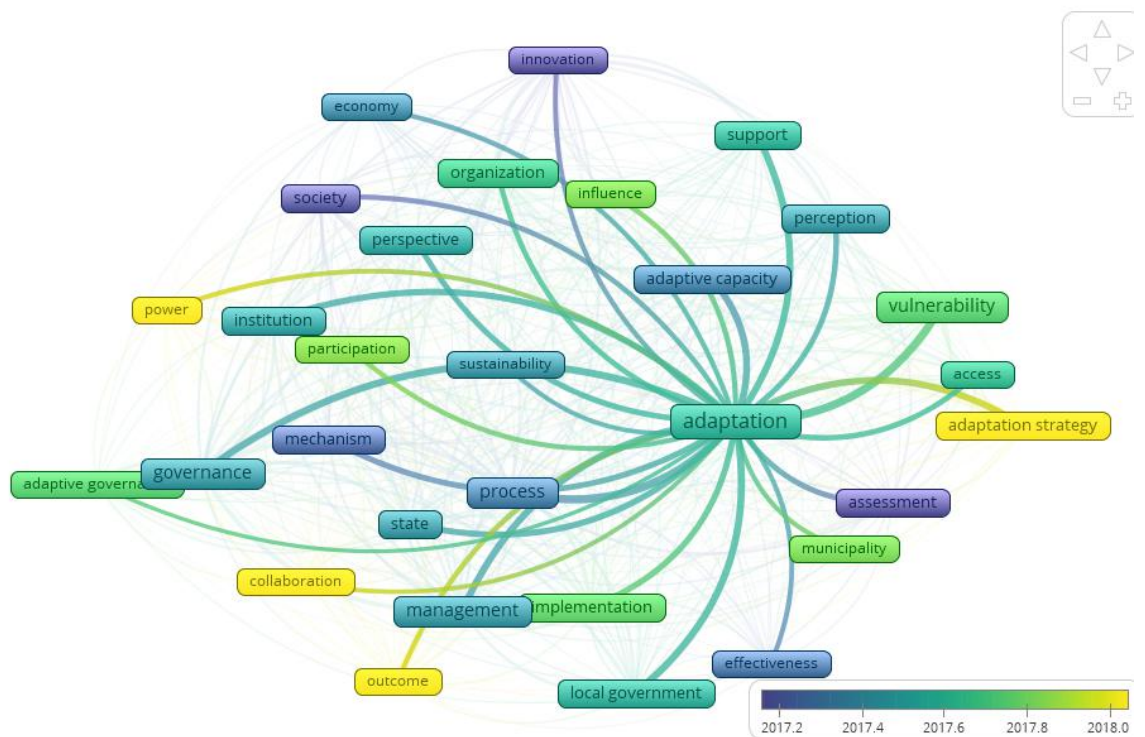 innovation
economy
support
organization
influence
society
perception
perspective
adaptive capacity
vulnerability
power
institution
participation
sustainability
access
adaptation
adaptation strategy
mechanism
governance
adaptive governa
process
assessment
state
municipality
collaboration
management
implementation
effectiveness
outcome
local government
2017.2 2017.4 2017.6 2017.8 2018.0